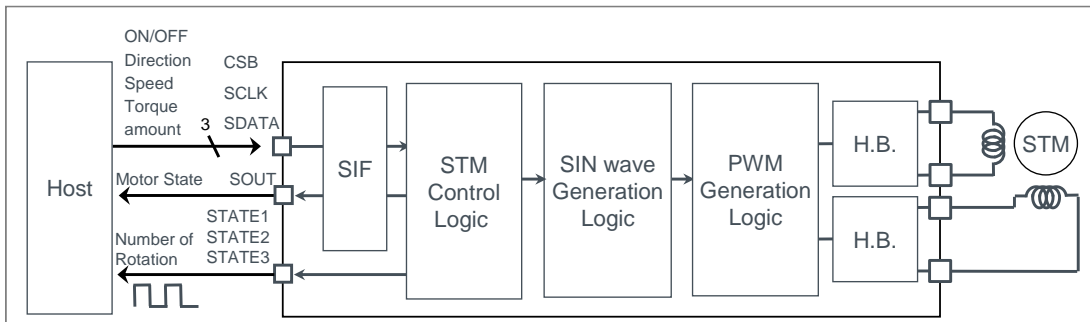 Host
ON/OFF
Direction
Speed
Torque
amount
3
CSB
SCLK
SDATA
Motor State
SOUT
Number of
Rotation
STATE1
STATE2
STATE3
SIF
STM
Control
Logic
SIN wave
Generation
Logic
PWM
Generation
Logic
H.B.
H.B.
STM